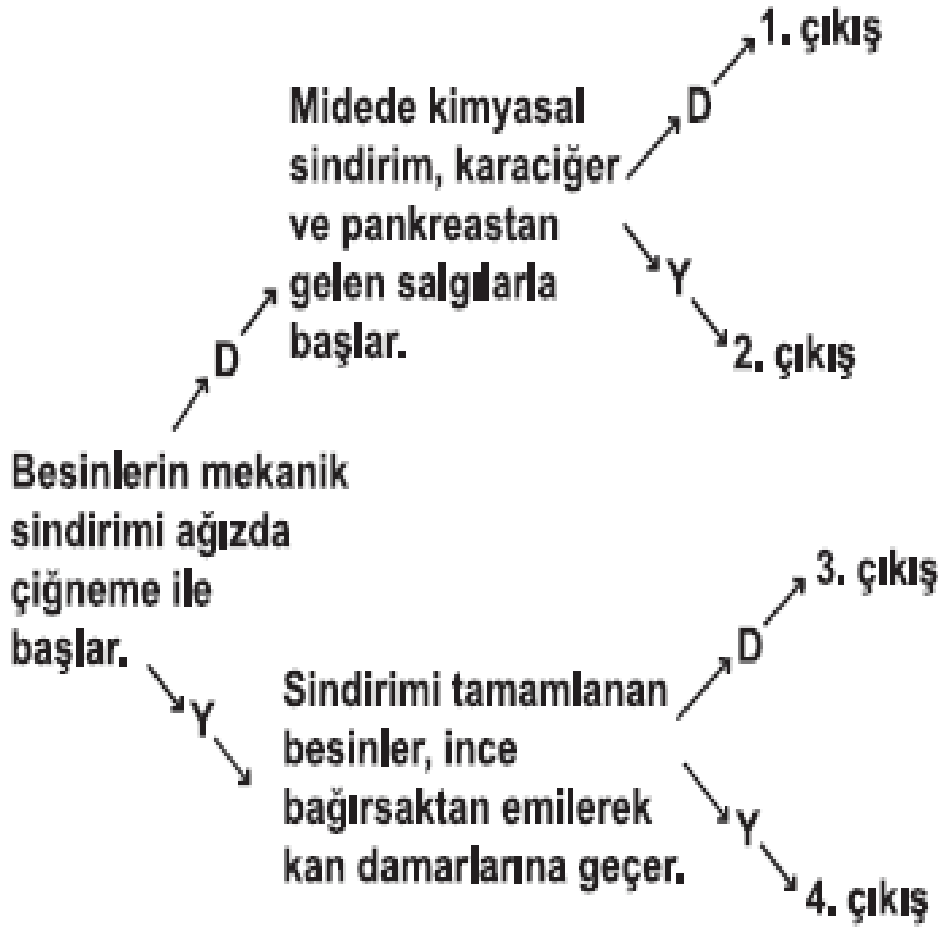 1. çıkış
D
Midede kimyasal
sindirim, karaciğer
ve pankreastan
gelen salgılarla
başlar.
Y
2. çıkış
D
Besinlerin mekanik
sindirimi ağızda
çiğneme ile
başlar.
Y
3. çıkış
D
Sindirimi tamamlanan
besinler, ince
bağırsaktan emilerek
kan damarlarına geçer.
Y
4. çıkış